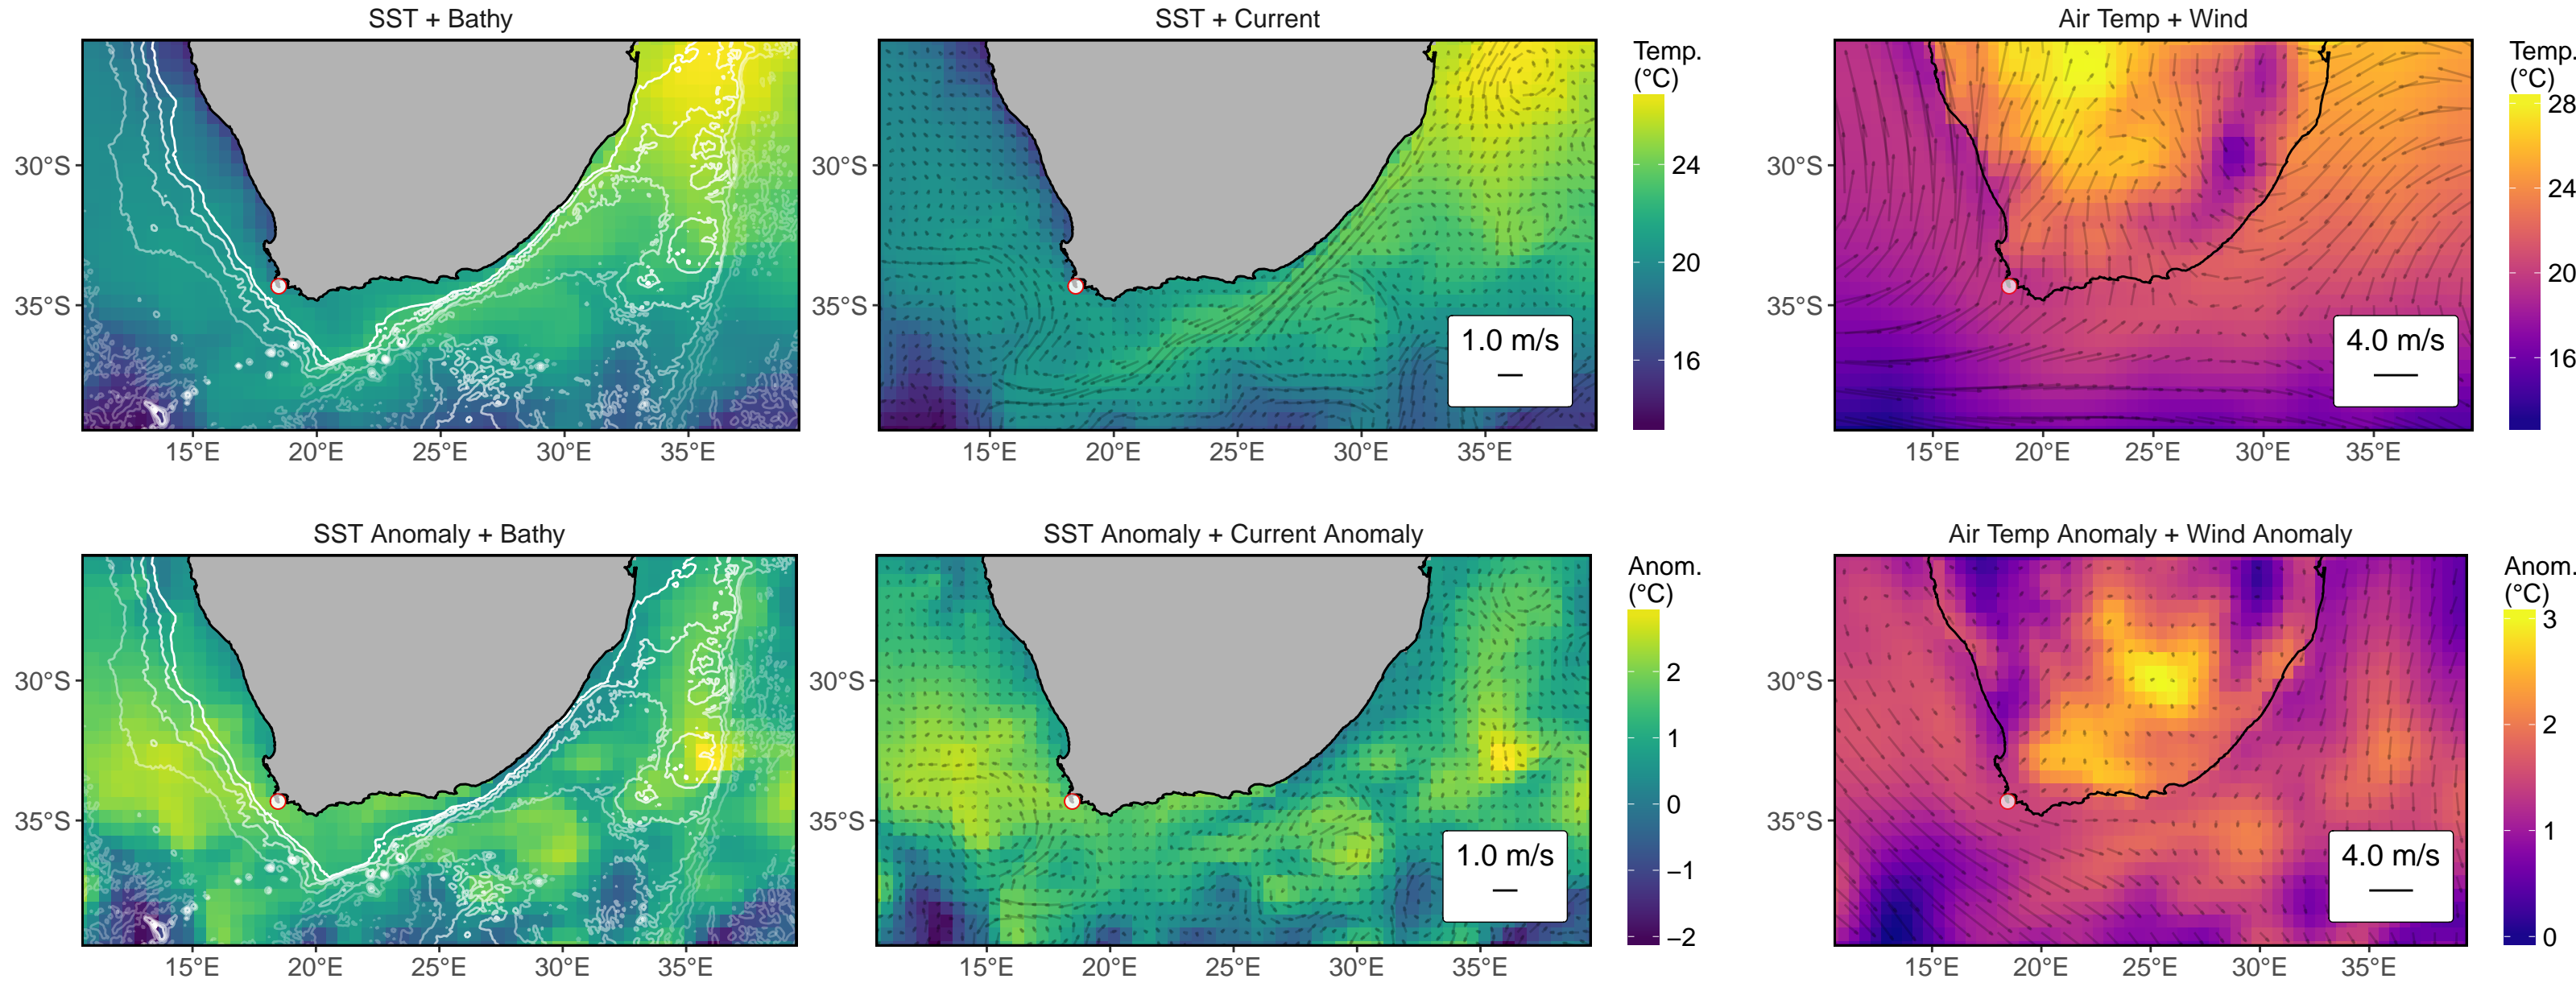 SST + Bathy
SST + Current
Air Temp + Wind
30°S
35°S
15°E 20°E 25°E 30°E 35°E
30°S
35°S
15°E 20°E 25°E 30°E 35°E
1.0 m/s
Temp.
(°C)
24
20
16
30°S
35°S
15°E 20°E 25°E 30°E 35°E
4.0 m/s
Temp.
(°C)
28
24
20
16
SST Anomaly + Bathy
SST Anomaly + Current Anomaly
Air Temp Anomaly + Wind Anomaly
30°S
35°S
15°E 20°E 25°E 30°E 35°E
30°S
35°S
15°E 20°E 25°E 30°E 35°E
1.0 m/s
Anom.
(°C)
2
1
0
−1
−2
30°S
35°S
15°E 20°E 25°E 30°E 35°E
4.0 m/s
Anom.
(°C)
3
2
1
0